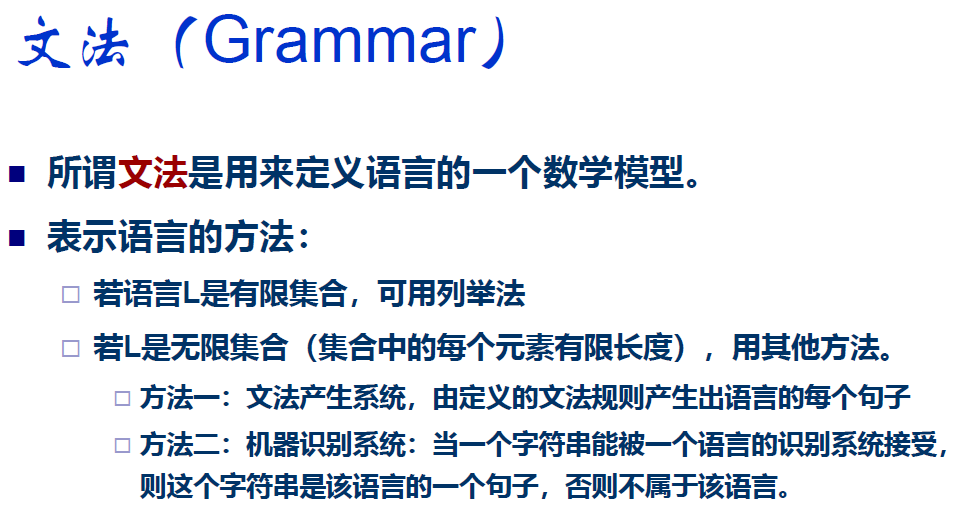 文法（Grammar）
所谓文法是用来定义语言的一个数学模型。
表示语言的方法：
若语言L是有限集合，可用列举法
若L是无限集合（集合中的每个元素有限长度），用其他方法。
方法一：文法产生系统，由定义的文法规则产生出语言的每个句子
方法二：机器识别系统：当一个字符串能被一个语言的识别系统接受，
则这个字符串是该语言的一个句子，否则不属于该语言。